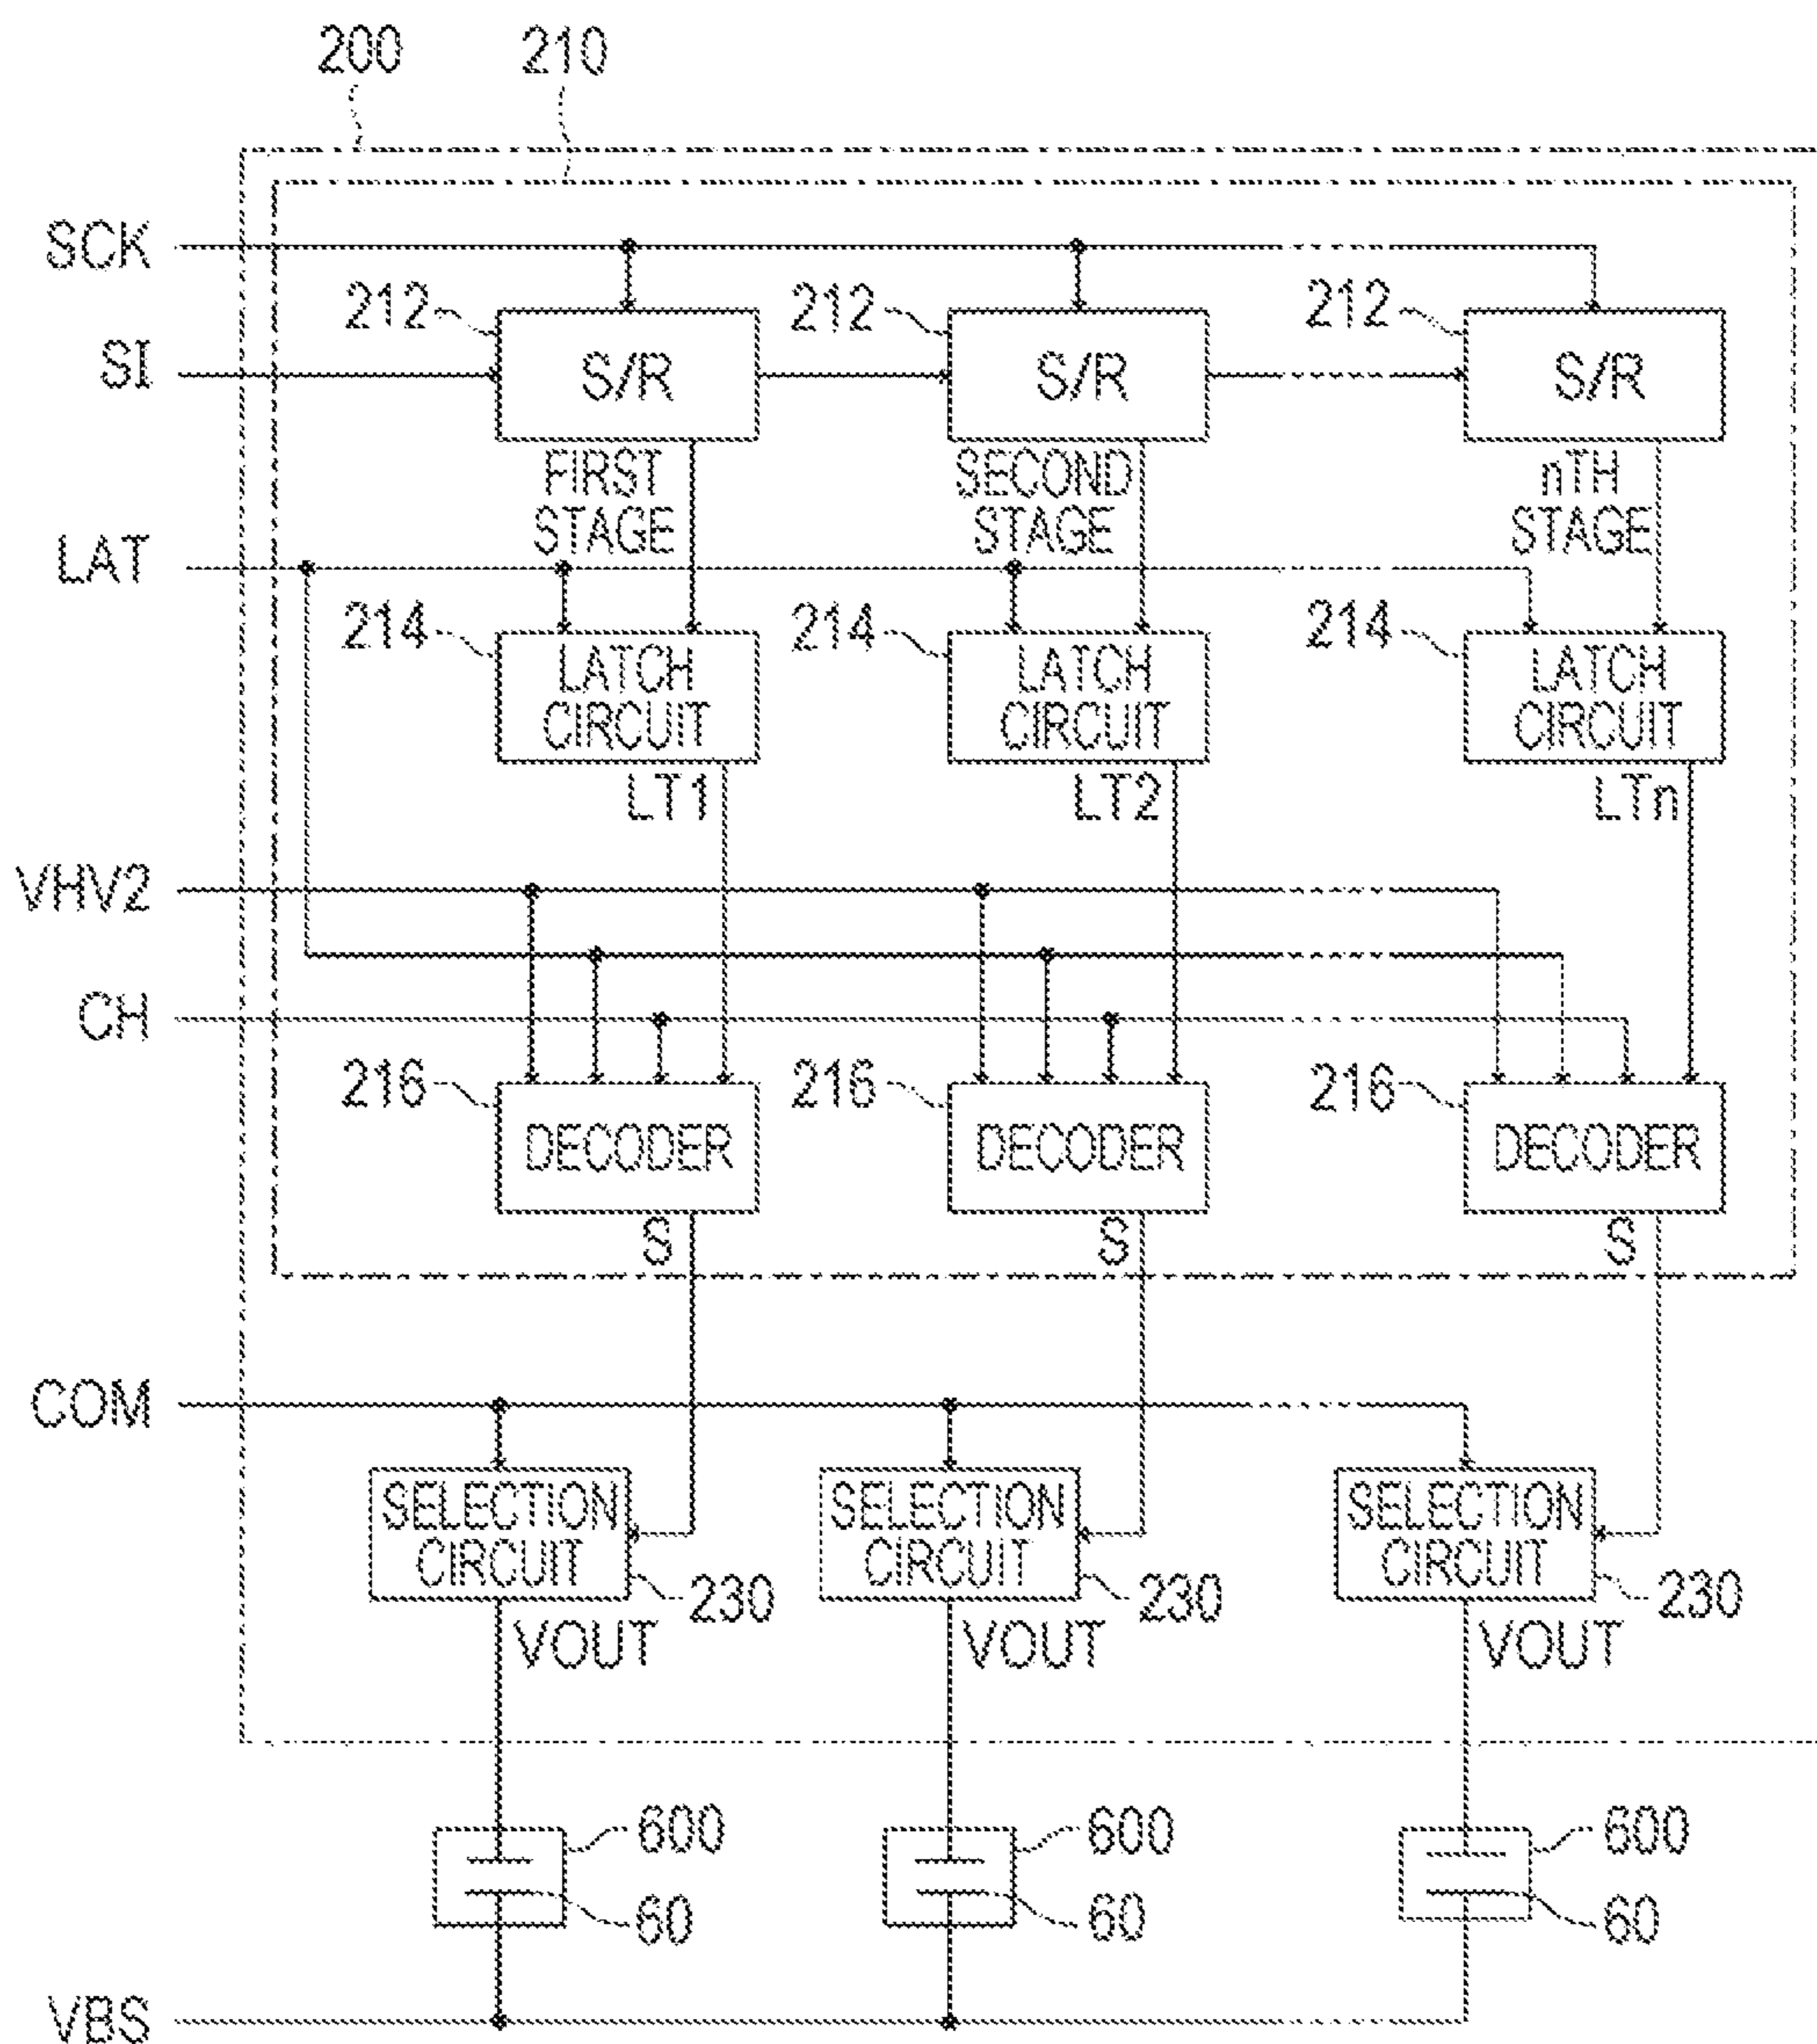 200 210
SCK
212 212 212
SI S/R S/R S/R
FIRST STAGE SECOND STAGE nTH STAGE
LAT
214 214 214
LATCH CIRCUIT LATCH CIRCUIT LATCH CIRCUIT
LT1 LT2 LTn
VHV2
CH
216 216 216
DECODER DECODER DECODER
S S S
COM
SELECTION CIRCUIT SELECTION CIRCUIT SELECTION CIRCUIT
230 230 230
VOUT VOUT VOUT
600 600 600
60 60 60
VBS